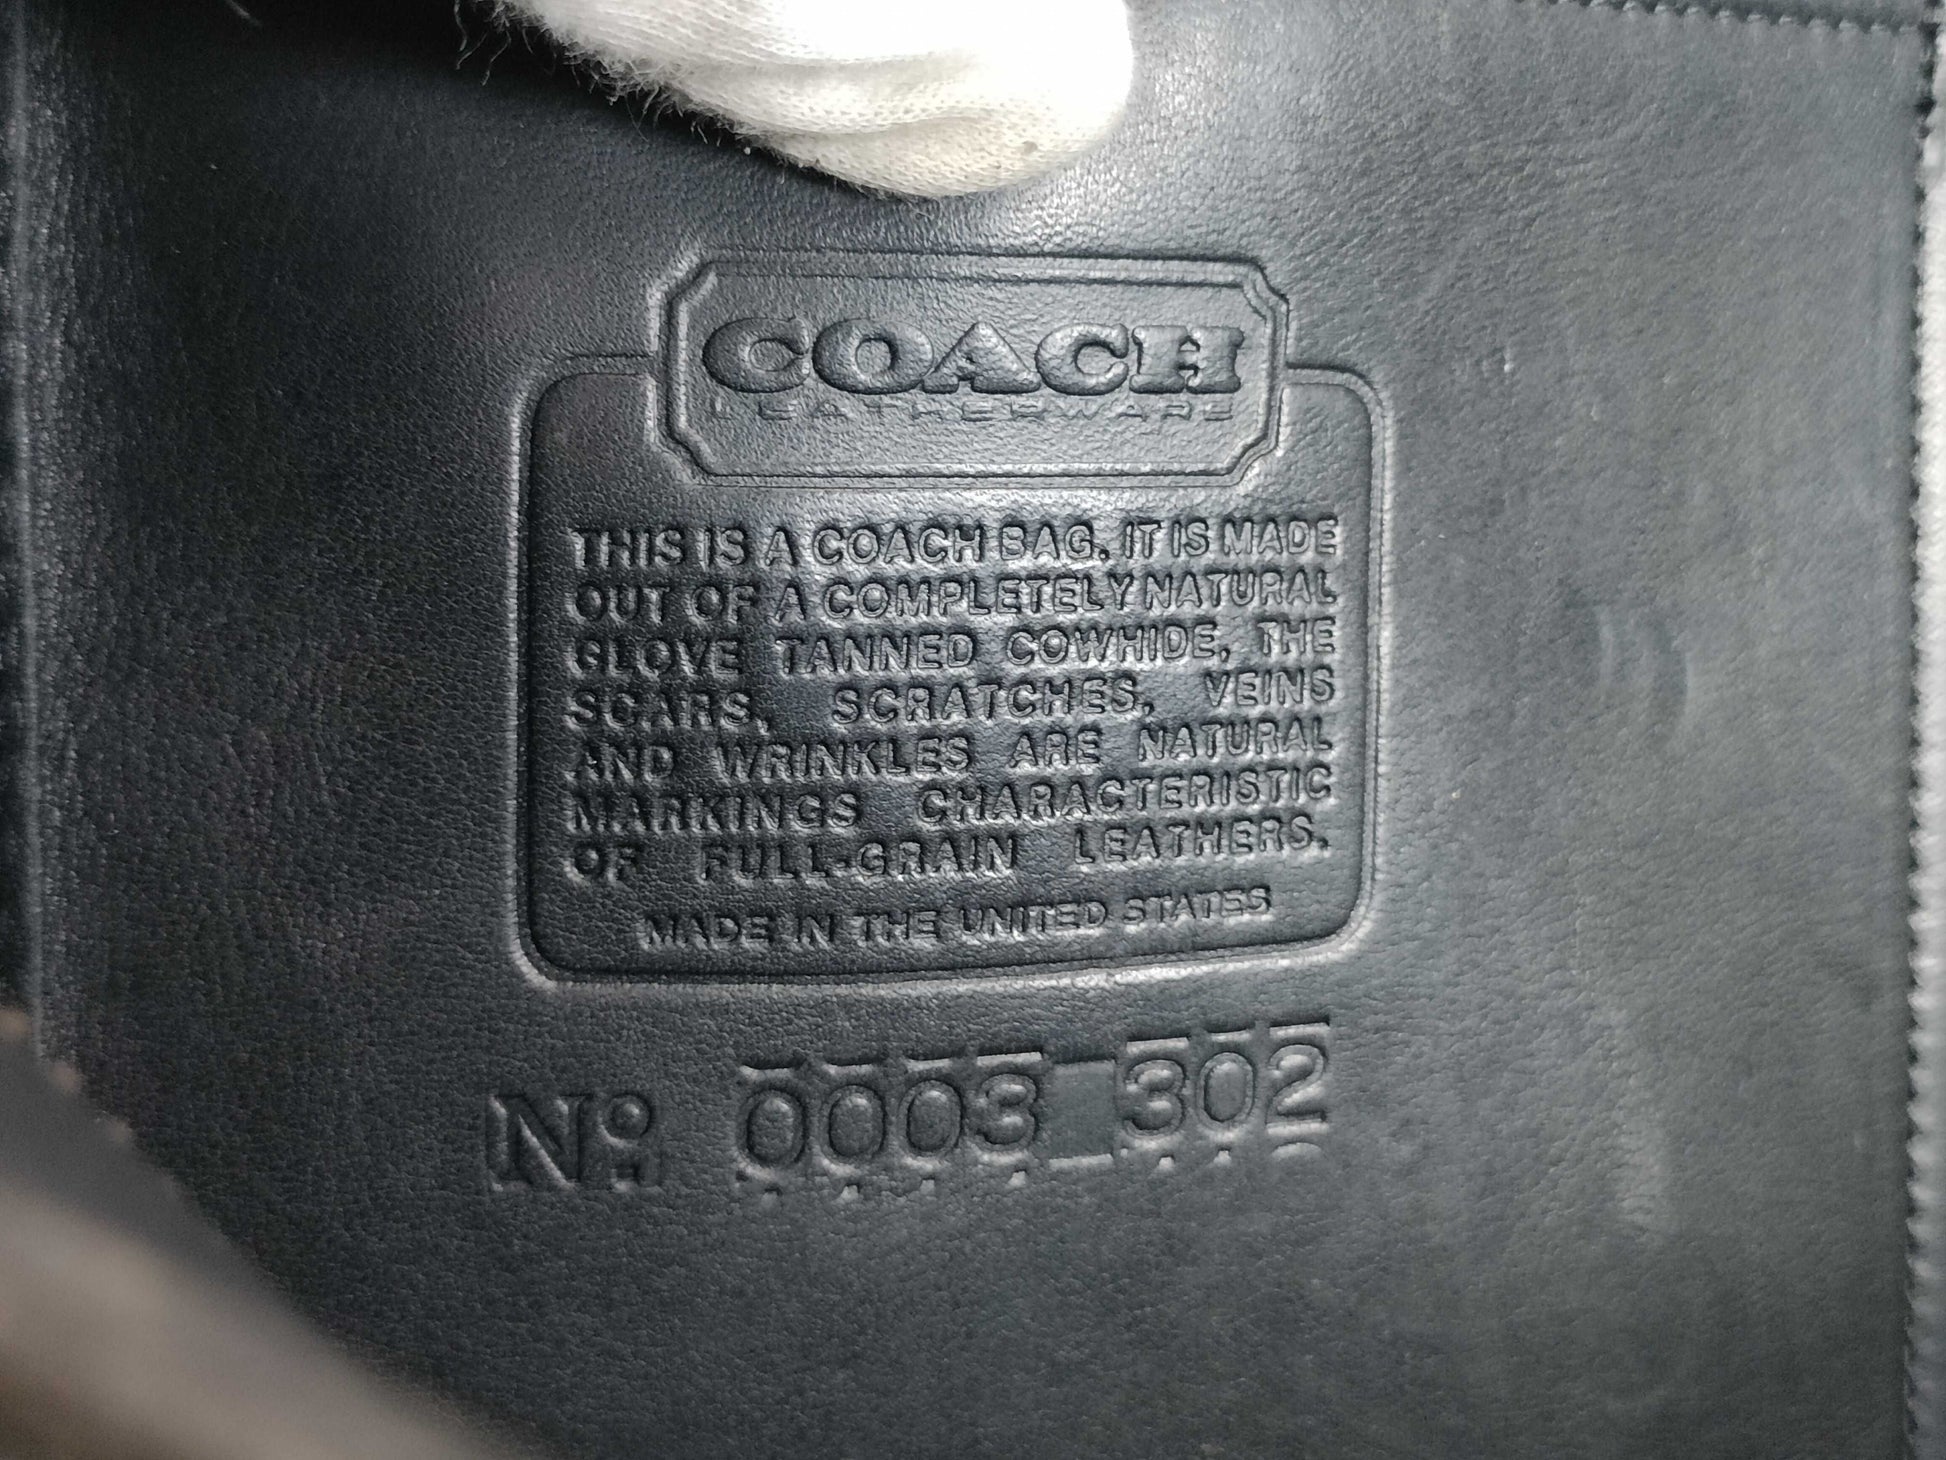 COACH
LEATHERWARE
THIS IS A COACH BAG. IT IS MADE
OUT OF A COMPLETELY NATURAL
GLOVE TANNED COWHIDE, THE
SCARS, SCRATCHES, VEINS
AND WRINKLES ARE NATURAL
MARKINGS CHARACTERISTIC
OF FULL-GRAIN LEATHERS.
MADE IN THE UNITED STATES
No. 0003 302